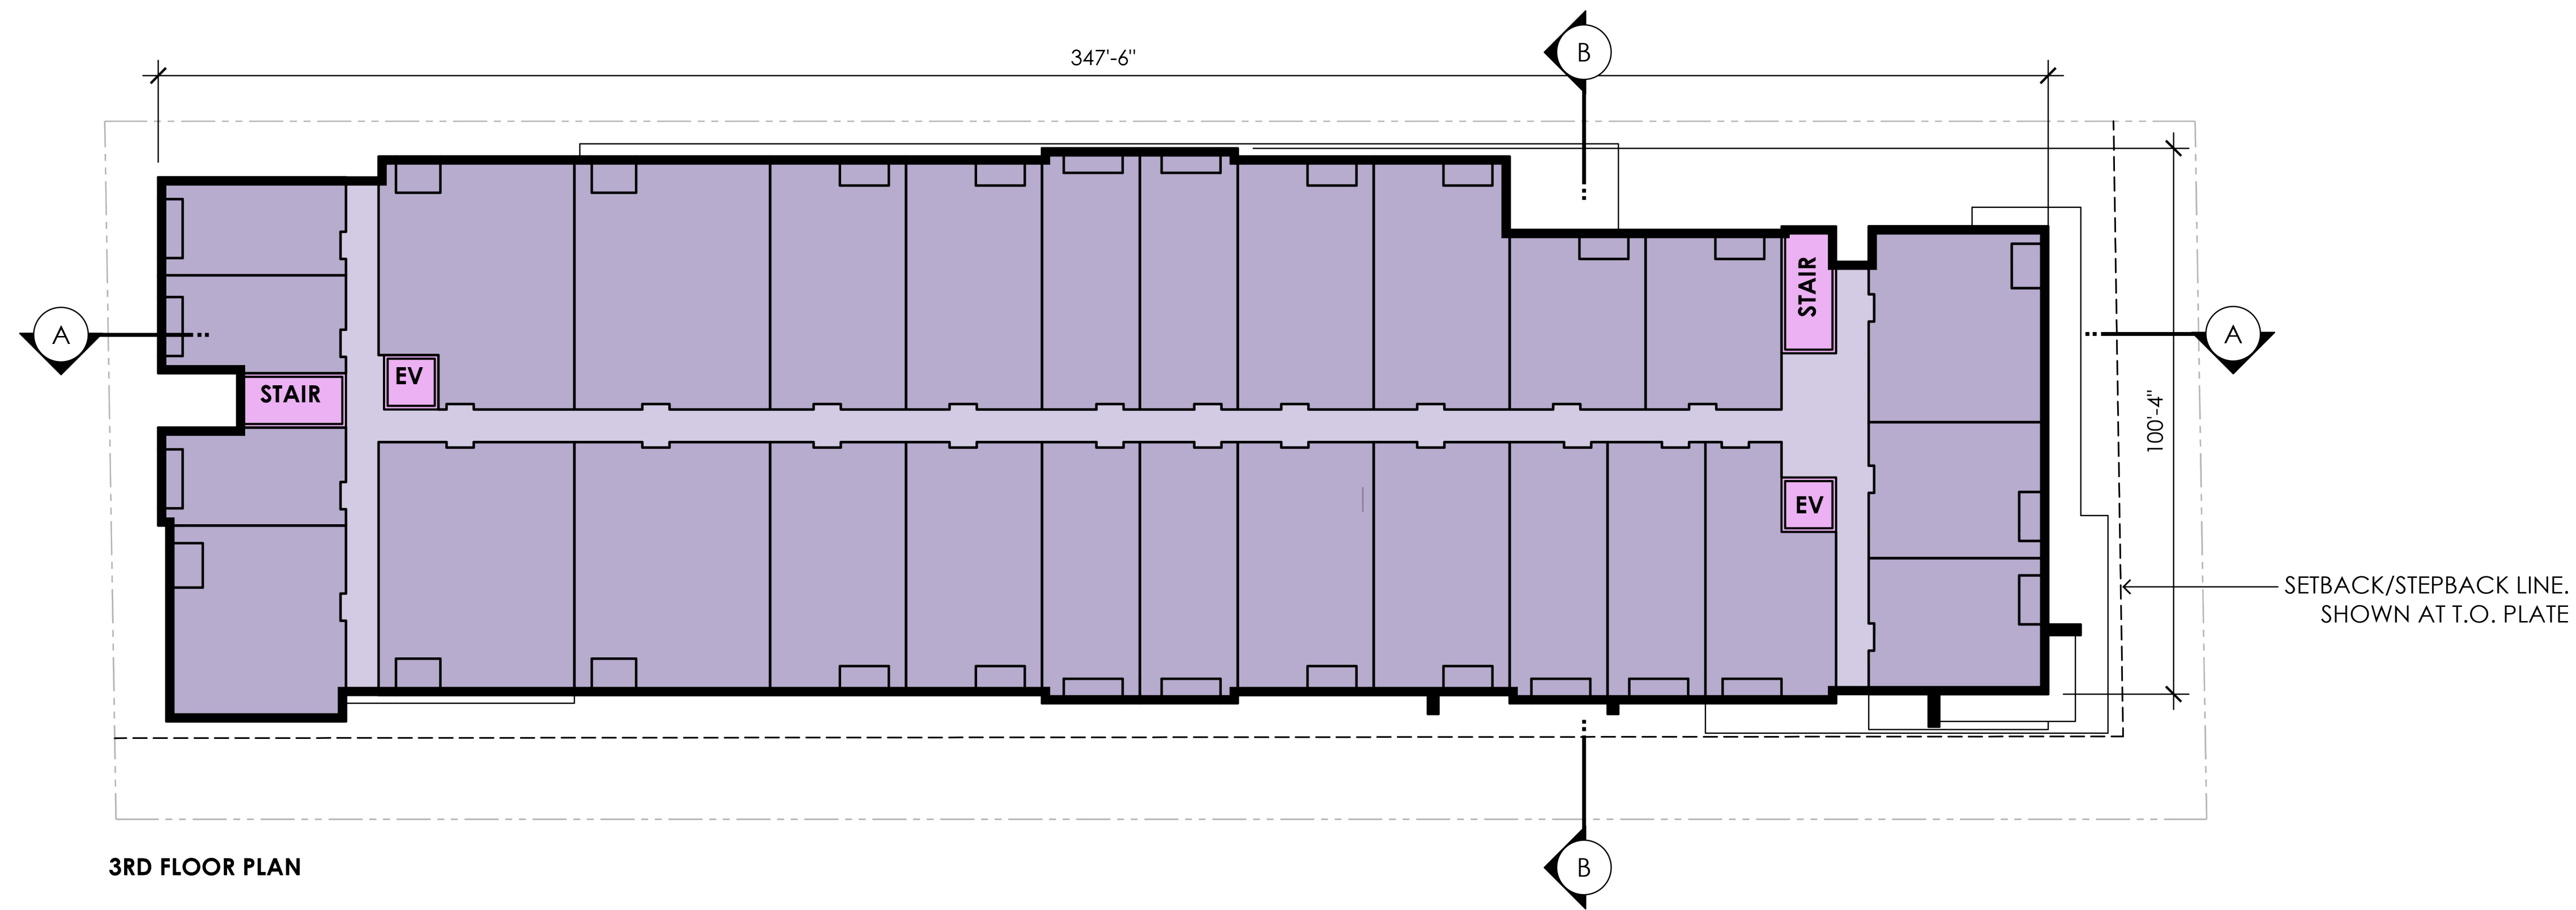 347'-6"
B
A
STAIR
EV
STAIR
EV
A
100'-4"
SETBACK/STEPBACK LINE.
SHOWN AT T.O. PLATE
B
3RD FLOOR PLAN